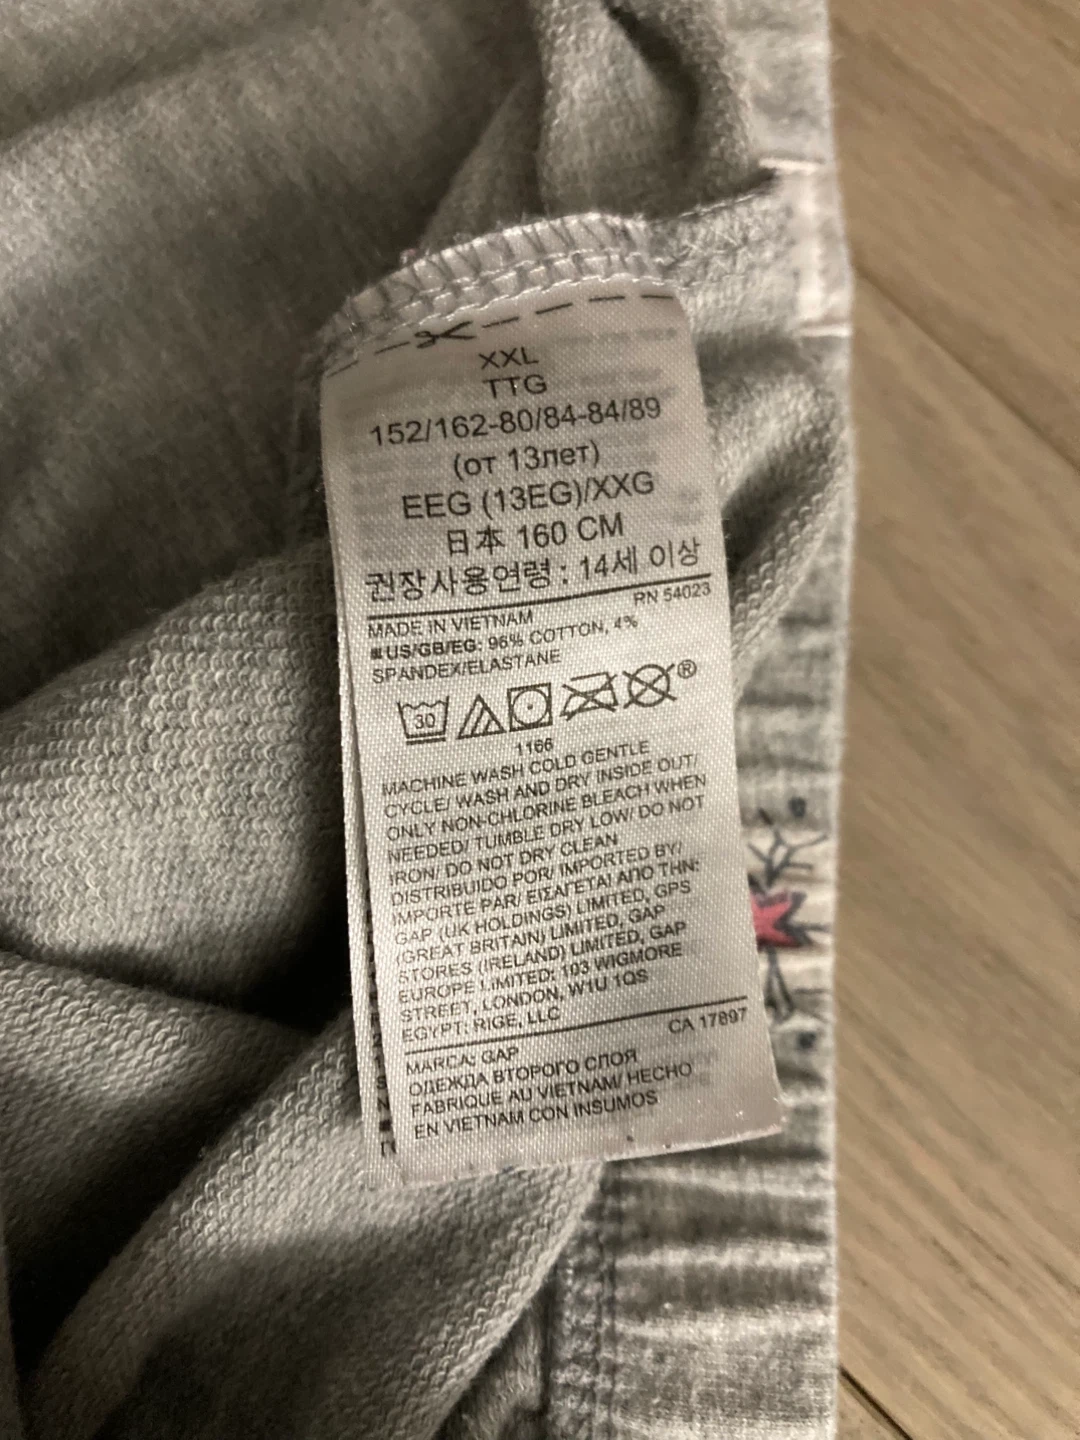 XXL
TTG
152/162-80/84-84/89
(от 13лет)
EEG (13EG)/XXG
日本 160 CM
권장사용연령 : 14세 이상
RN 54023
MADE IN VIETNAM
US/GB/EG: 96% COTTON, 4%
SPANDEX/ELASTANE
30
®
1166
MACHINE WASH COLD GENTLE
CYCLE/ WASH AND DRY INSIDE OUT/
ONLY NON-CHLORINE BLEACH WHEN
NEEDED/ TUMBLE DRY LOW/ DO NOT
IRON/ DO NOT DRY CLEAN
DISTRIBUIDO POR/ IMPORTED BY/
IMPORTE PAR/ ΕΙΣΑΓΕΤΑΙ ΑΠΟ ΤΗΝ:
GAP (UK HOLDINGS) LIMITED, GPS
(GREAT BRITAIN) LIMITED, GAP
STORES (IRELAND) LIMITED, GAP
EUROPE LIMITED: 103 WIGMORE
STREET, LONDON, W1U 1QS
EGYPT: RIGE, LLC
CA 17897
MARCA: GAP
ОДЕЖДА ВТОРОГО СЛОЯ
FABRIQUE AU VIETNAM/ HECHO
EN VIETNAM CON INSUMOS